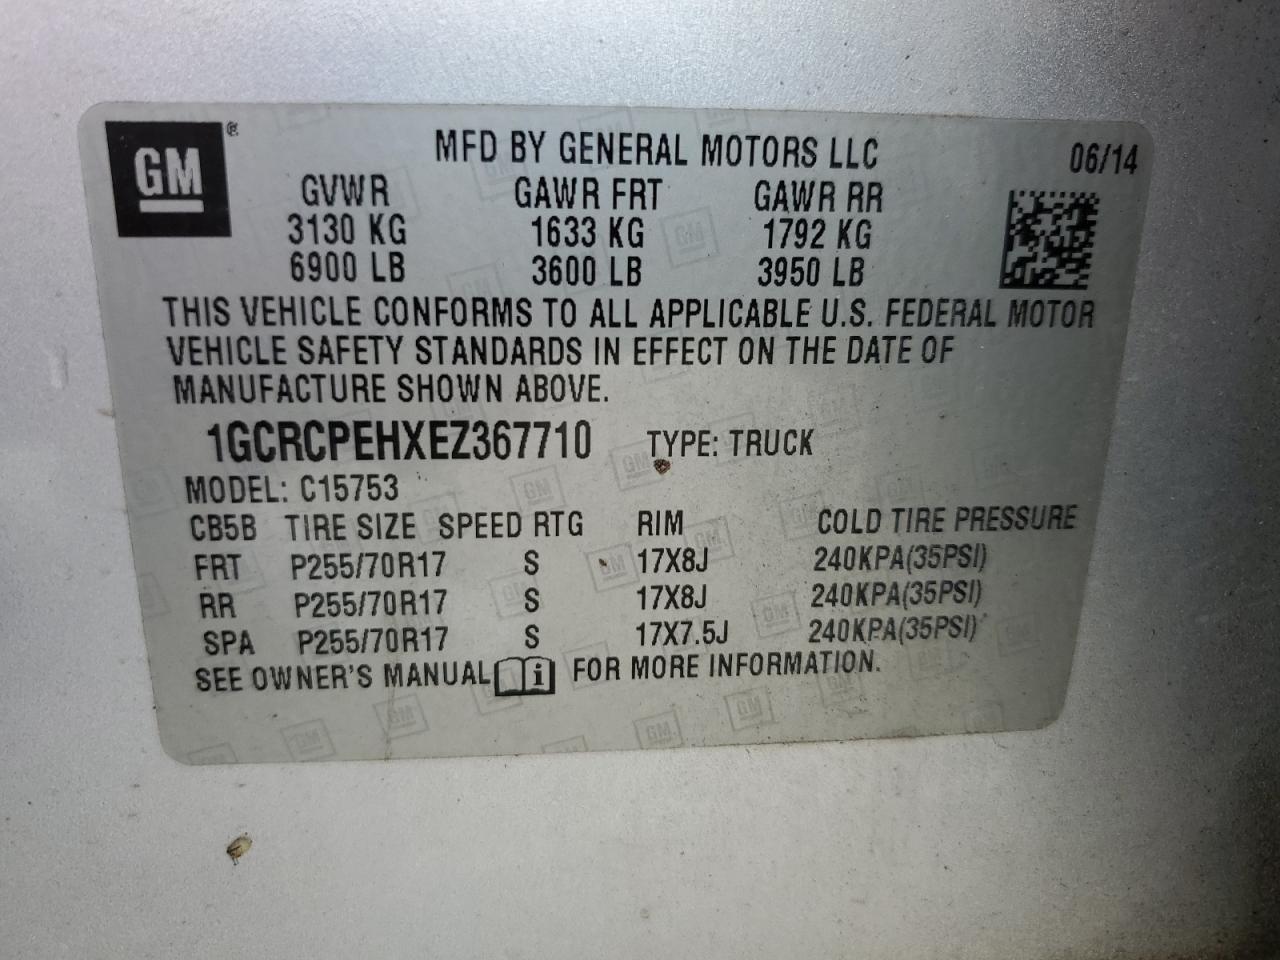 GM ®
MFD BY GENERAL MOTORS LLC 06/14
GVWR GAWR FRT GAWR RR
3130 KG 1633 KG 1792 KG
6900 LB 3600 LB 3950 LB
THIS VEHICLE CONFORMS TO ALL APPLICABLE U.S. FEDERAL MOTOR
VEHICLE SAFETY STANDARDS IN EFFECT ON THE DATE OF
MANUFACTURE SHOWN ABOVE.
1GCRCPEHXEZ367710 TYPE: TRUCK
MODEL: C15753
CB5B TIRE SIZE SPEED RTG RIM COLD TIRE PRESSURE
FRT P255/70R17 S 17X8J 240KPA(35PSI)
RR P255/70R17 S 17X8J 240KPA(35PSI)
SPA P255/70R17 S 17X7.5J 240KPA(35PSI)
SEE OWNER'S MANUAL i FOR MORE INFORMATION.